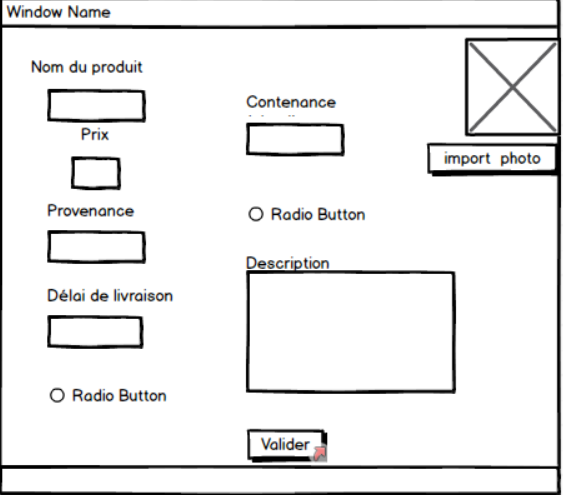 Window Name
Nom du produit
Prix
Provenance
Délai de livraison
Radio Button
Contenance
Radio Button
Description
Valider
import photo